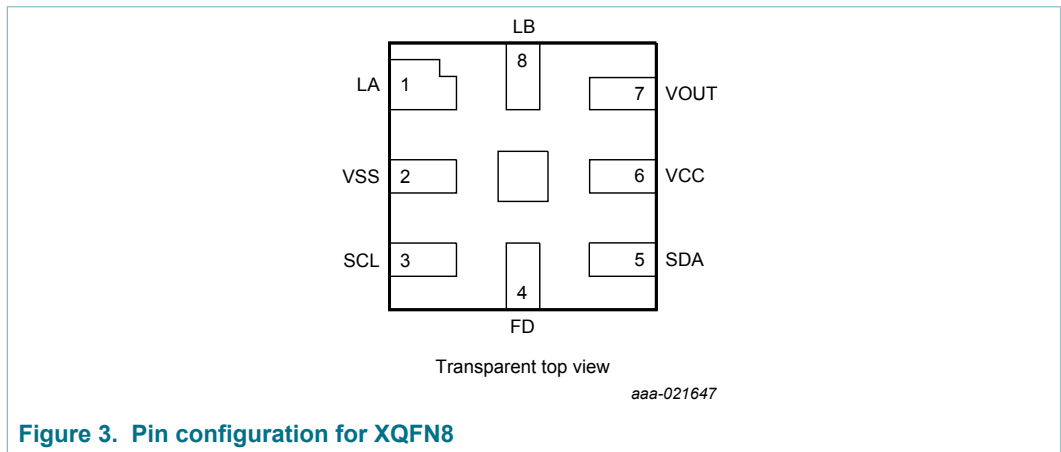 LB
8
LA 1
7 VOUT
VSS 2
6 VCC
SCL 3
5 SDA
4
FD
Transparent top view
aaa-021647
Figure 3. Pin configuration for XQFN8